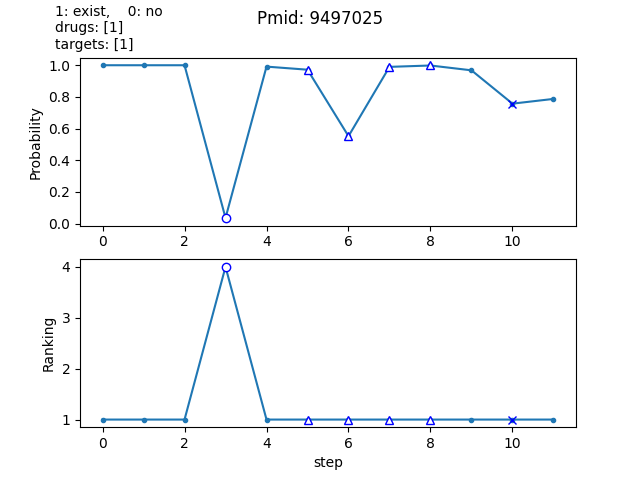 1: exist,    0: no
drugs: [1]
targets: [1]
Pmid: 9497025
Probability
1.0
0.8
0.6
0.4
0.2
0.0
0 2 4 6 8 10
Ranking
4
3
2
1
0 2 4 6 8 10
step